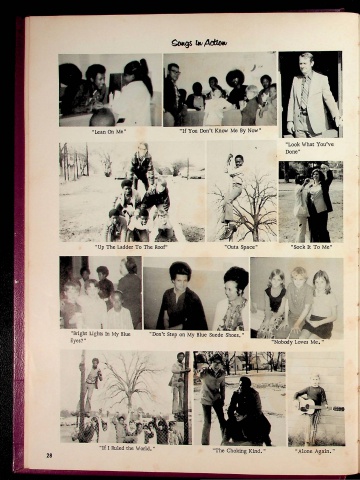 Songs In Action
"Lean On Me"
"If You Don't Know Me By Now"
"Look What You've
Done"
"Up The Ladder To The Roof"
"Outa Space"
"Sock It To Me"
"Bright Lights In My Blue
Eyes?"
"Don't Step on My Blue Suede Shoes."
"Nobody Loves Me."
"If I Ruled the World."
"The Choking Kind."
"Alone Again."
28